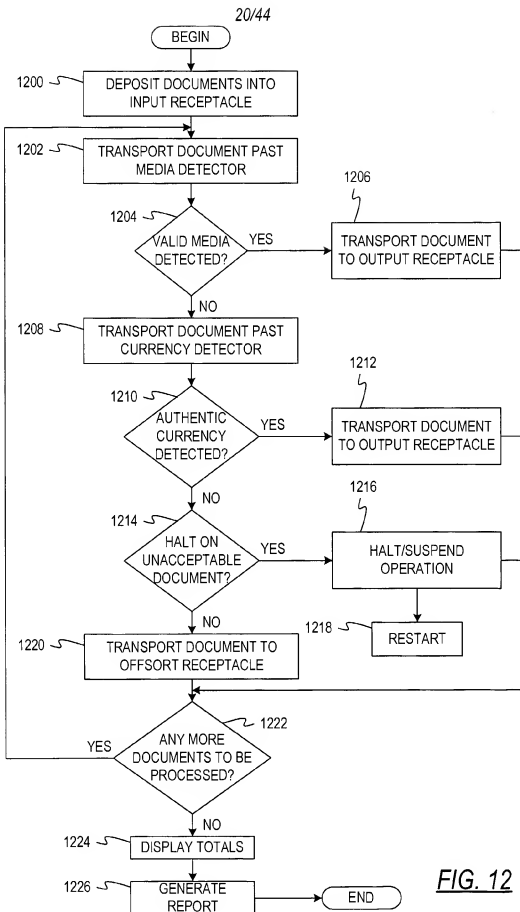 20/44
BEGIN
1200
DEPOSIT DOCUMENTS INTO
INPUT RECEPTACLE
1202
TRANSPORT DOCUMENT PAST
MEDIA DETECTOR
1204
VALID MEDIA
DETECTED?
YES
1206
TRANSPORT DOCUMENT
TO OUTPUT RECEPTACLE
NO
1208
TRANSPORT DOCUMENT PAST
CURRENCY DETECTOR
1210
AUTHENTIC
CURRENCY
DETECTED?
YES
1212
TRANSPORT DOCUMENT
TO OUTPUT RECEPTACLE
NO
1214
HALT ON
UNACCEPTABLE
DOCUMENT?
YES
1216
HALT/SUSPEND
OPERATION
1218
RESTART
NO
1220
TRANSPORT DOCUMENT TO
OFFSORT RECEPTACLE
1222
ANY MORE
DOCUMENTS TO BE
PROCESSED?
YES
NO
1224
DISPLAY TOTALS
1226
GENERATE
REPORT
END
FIG. 12